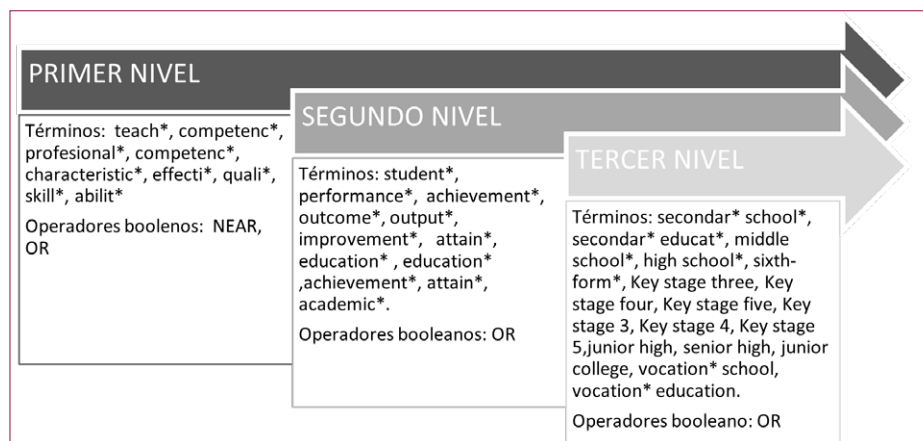 PRIMER NIVEL
Términos: teach*, competenc*,
profesional*, competenc*,
characteristic*, effecti*, quali*,
skill*, abilit*
Operadores boolenos: NEAR,
OR
SEGUNDO NIVEL
Términos: student*,
performance*, achievement*,
outcome*, output*,
improvement*, attain*,
education* , education*
,achievement*, attain*,
academic*.
Operadores booleanos: OR
TERCER NIVEL
Términos: secondar* school*,
secondar* educat*, middle
school*, high school*, sixth-
form*, Key stage three, Key
stage four, Key stage five, Key
stage 3, Key stage 4, Key stage
5,junior high, senior high, junior
college, vocation* school,
vocation* education.
Operadores booleano: OR